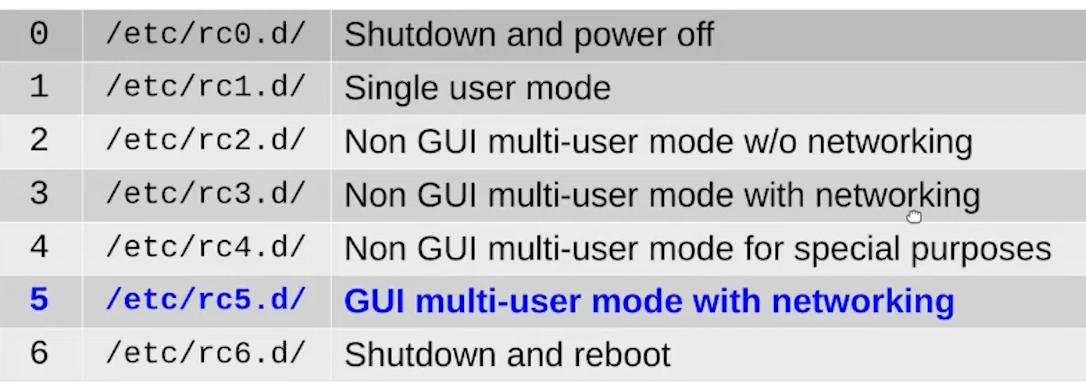 0 /etc/rc0.d/ Shutdown and power off
1 /etc/rc1.d/ Single user mode
2 /etc/rc2.d/ Non GUI multi-user mode w/o networking
3 /etc/rc3.d/ Non GUI multi-user mode with networking
4 /etc/rc4.d/ Non GUI multi-user mode for special purposes
5 /etc/rc5.d/ GUI multi-user mode with networking
6 /etc/rc6.d/ Shutdown and reboot